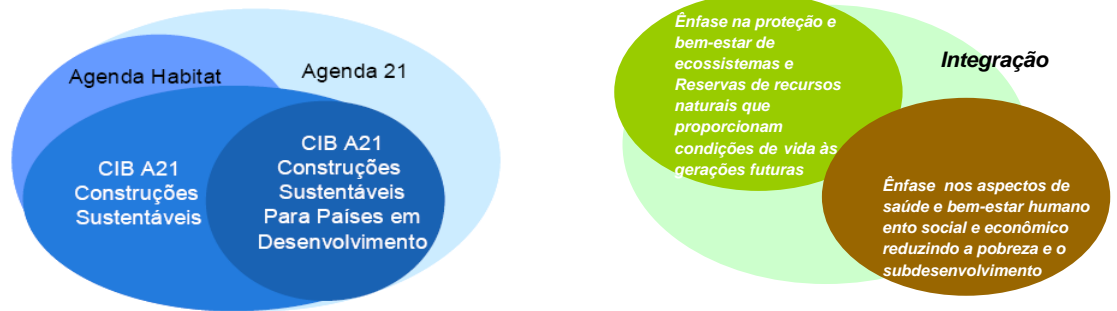 Agenda Habitat
Agenda 21
CIB A21
Construções
Sustentáveis
CIB A21
Construções
Sustentáveis
Para Países em
Desenvolvimento
Ênfase na proteção e
bem-estar de
ecossistemas e
Reservas de recursos
naturais que
proporcionam
condições de vida às
gerações futuras
Integração
Ênfase nos aspectos de
saúde e bem-estar humano
ento social e econômico
reduzindo a pobreza e o
subdesenvolvimento